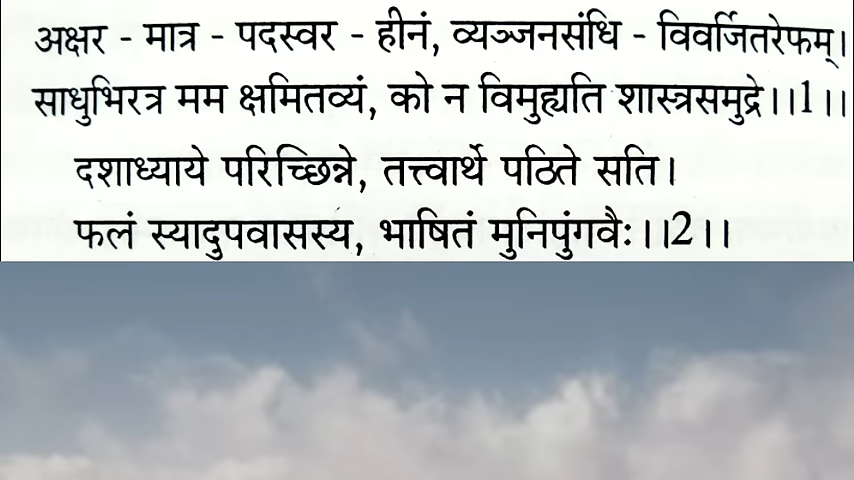 अक्षर - मात्र - पदस्वर - हीनं, व्यञ्जनसंधि - विवर्जितरेफम्।
साधुभिरत्र मम क्षमितव्यं, को न विमुह्यति शास्त्रसमुद्रे।।1।।
दशाध्याये परिच्छिन्ने, तत्त्वार्थे पठिते सति।
फलं स्यादुपवासस्य, भाषितं मुनिपुंगवैः।।2।।